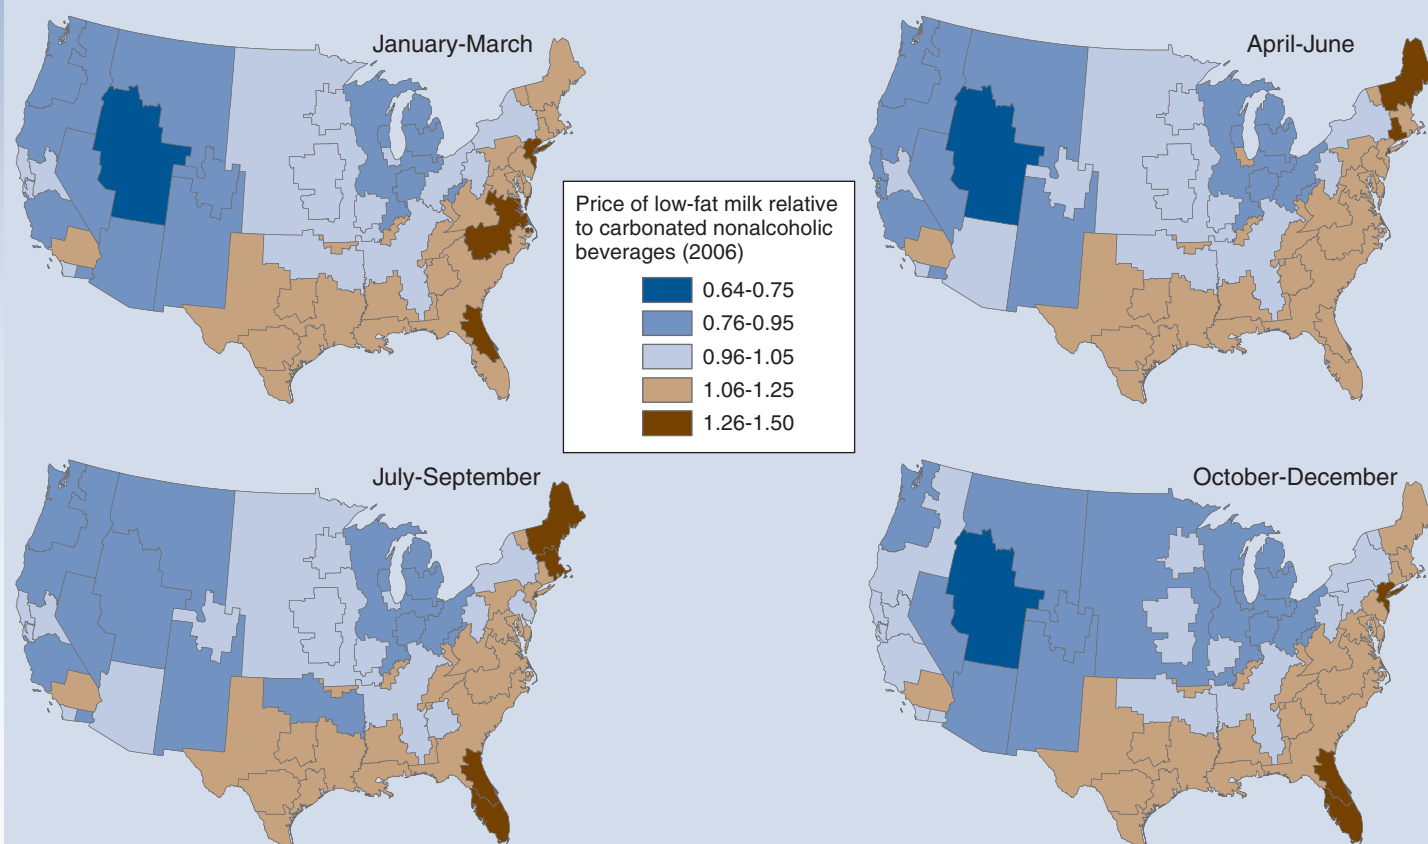 January-March
April-June
Price of low-fat milk relative
to carbonated nonalcoholic
beverages (2006)
0.64-0.75
0.76-0.95
0.96-1.05
1.06-1.25
1.26-1.50
July-September
October-December